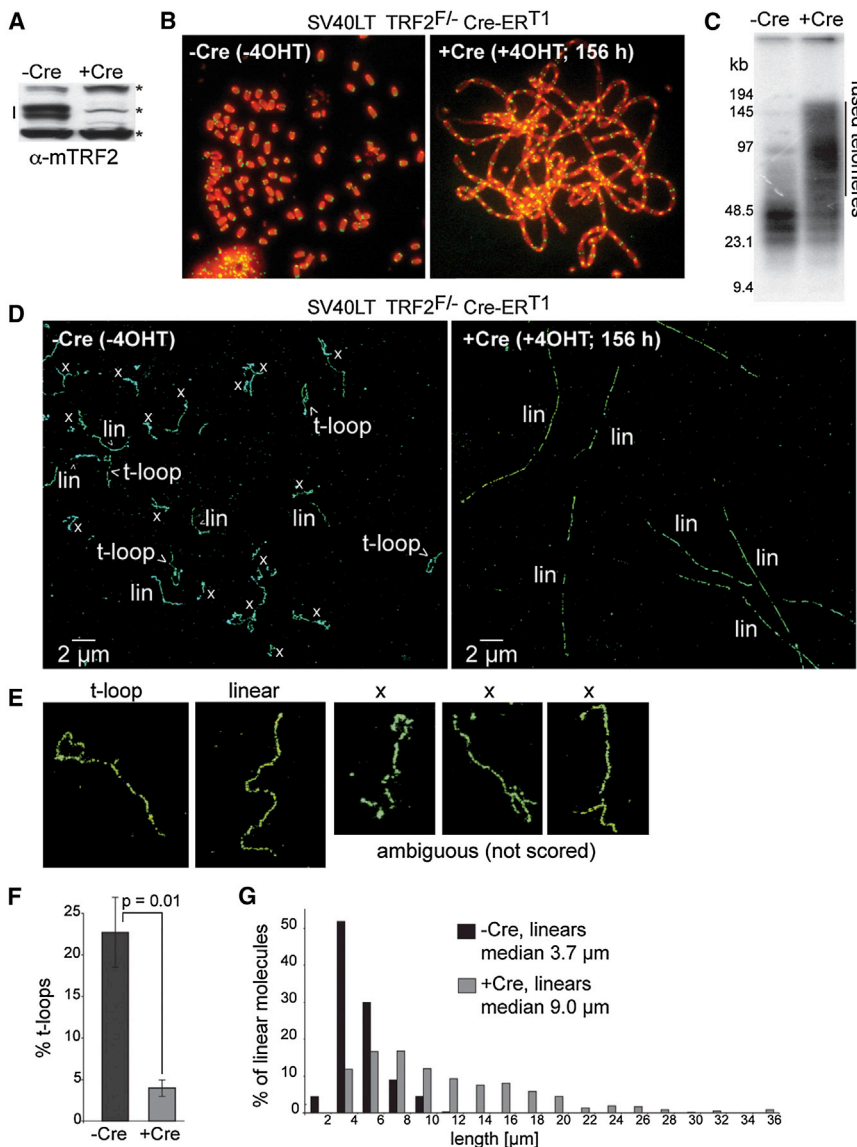 A
-Cre +Cre
*
I
*
*
α-mTRF2
B
SV40LT TRF2F/- Cre-ERT1
-Cre (-4OHT)
+Cre (+4OHT; 156 h)
C
-Cre +Cre
kb
194
145
97
48.5
23.1
9.4
fused telomeres
D
SV40LT TRF2F/- Cre-ERT1
-Cre (-4OHT)
x
x
x
x
x
x
x
x
lin
t-loop
lin
t-loop
x
x
x
lin
lin
t-loop
t-loop
x
lin
x
x
x
x
2 µm
+Cre (+4OHT; 156 h)
lin
lin
lin
lin
lin
lin
2 µm
E
t-loop
linear
x
x
x
ambiguous (not scored)
F
p = 0.01
25
20
15
10
5
0
% t-loops
-Cre +Cre
G
50
40
30
20
10
0
% of linear molecules
-Cre, linears
median 3.7 µm
+Cre, linears
median 9.0 µm
2 4 6 8 10 12 14 16 18 20 22 24 26 28 30 32 34 36
length [µm]